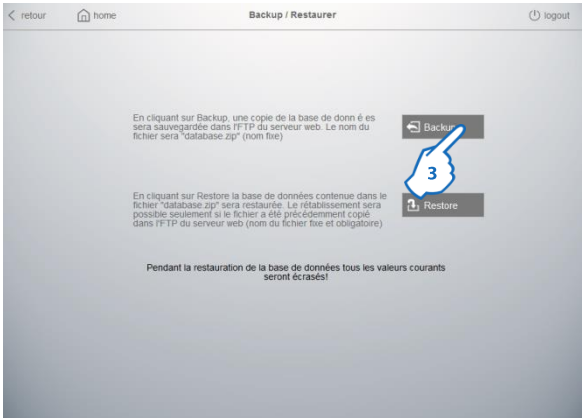 retour
home
Backup / Restaurer
logout
En cliquant sur Backup, une copie de la base de donn é es
sera sauvegardée dans l'FTP du serveur web. Le nom du
fichier sera "database.zip" (nom fixe)
Backup
3
En cliquant sur Restore la base de données contenue dans le
fichier "database.zip" sera restaurée. Le rétablissement sera
possible seulement si le fichier a été précédemment copié
dans l'FTP du serveur web (nom du fichier fixe et obligatoire)
Restore
Pendant la restauration de la base de données tous les valeurs courants
seront écrasés!